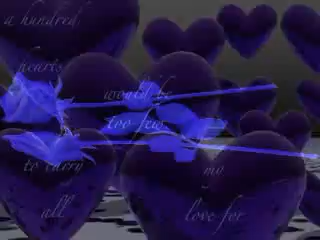 a hundred
hearts
would be
too few
to carry
my
all
love for